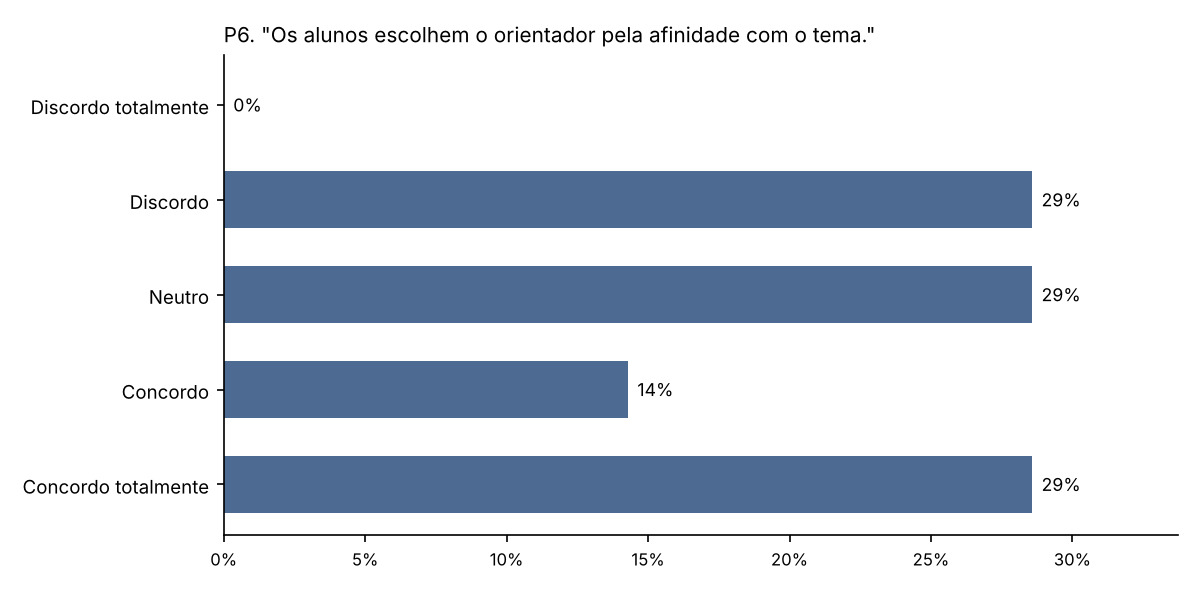 P6. "Os alunos escolhem o orientador pela afinidade com o tema."
Discordo totalmente 0%
Discordo 29%
Neutro 29%
Concordo 14%
Concordo totalmente 29%
0% 5% 10% 15% 20% 25% 30%